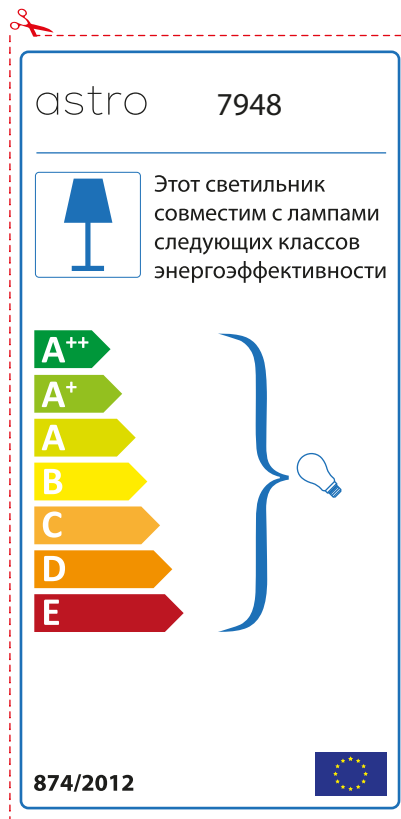 astro 7948
Этот светильник
совместим с лампами
следующих классов
энергоэффективности
A++
A+
A
B
C
D
E
874/2012